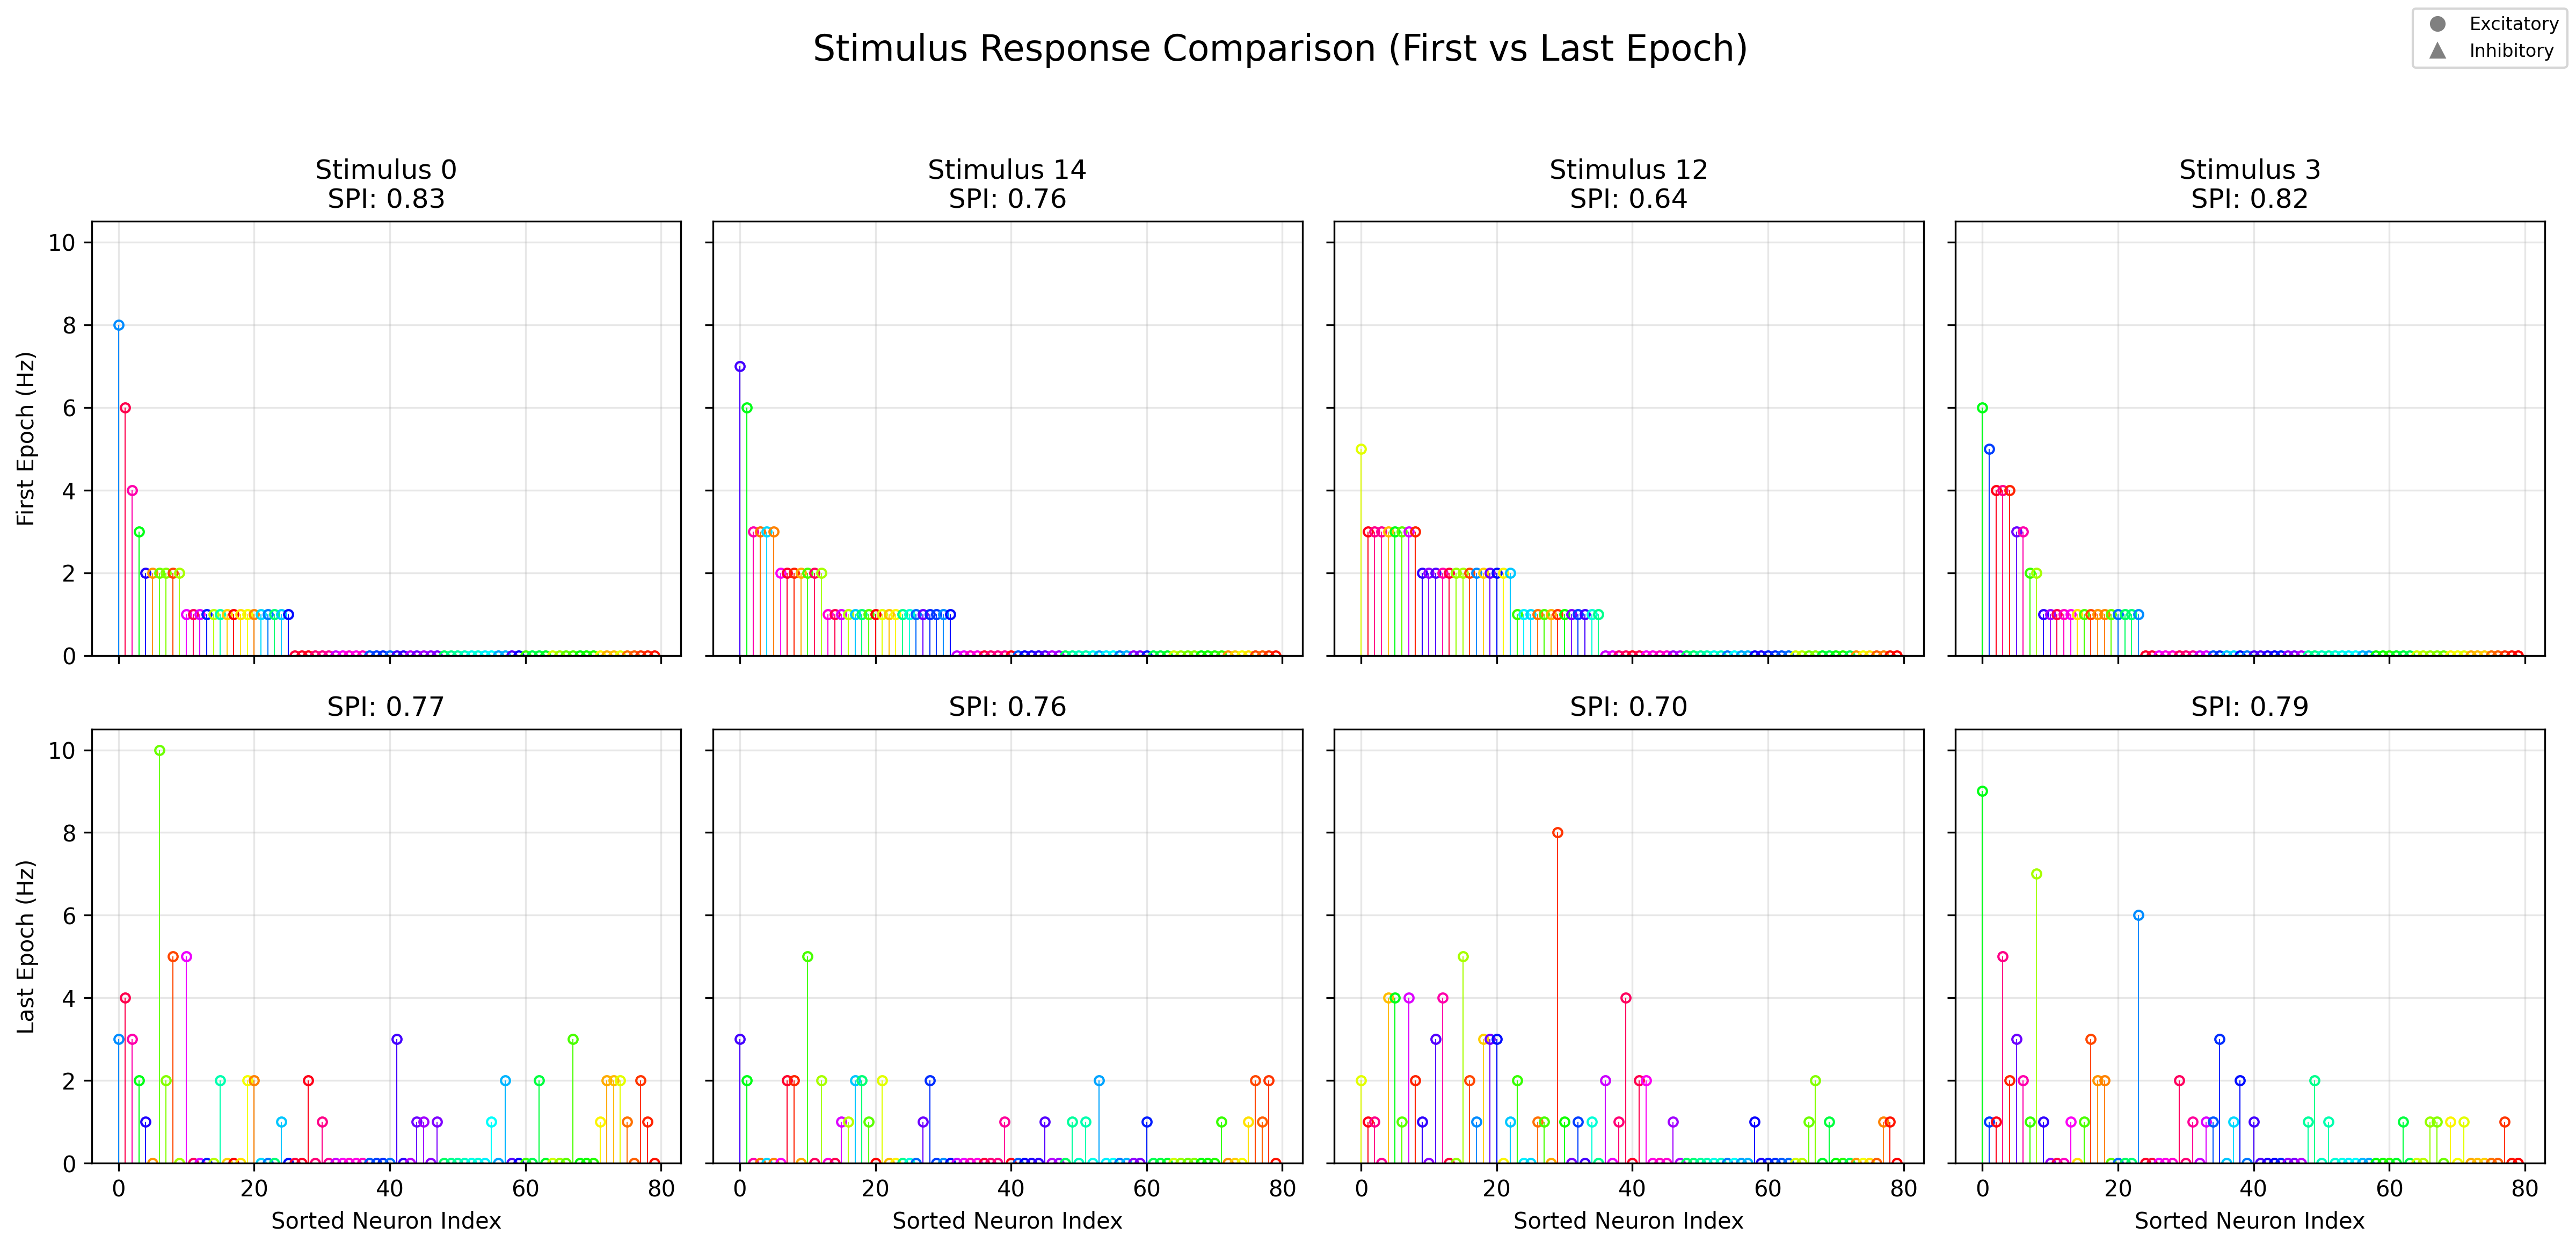 Stimulus Response Comparison (First vs Last Epoch)
Excitatory
Inhibitory
Stimulus 0
SPI: 0.83
Stimulus 14
SPI: 0.76
Stimulus 12
SPI: 0.64
Stimulus 3
SPI: 0.82
First Epoch (Hz)
10
8
6
4
2
0
SPI: 0.77
SPI: 0.76
SPI: 0.70
SPI: 0.79
Last Epoch (Hz)
10
8
6
4
2
0
0 20 40 60 80
0 20 40 60 80
0 20 40 60 80
0 20 40 60 80
Sorted Neuron Index
Sorted Neuron Index
Sorted Neuron Index
Sorted Neuron Index